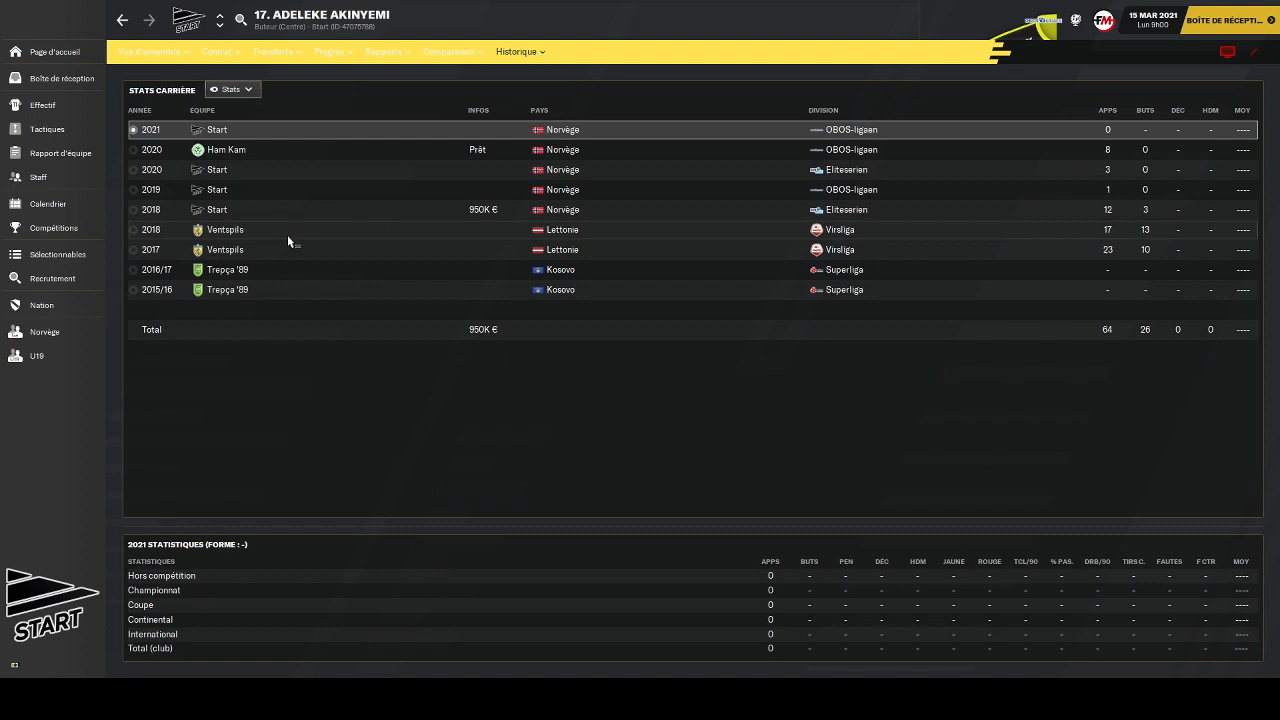 17. ADELEKE AKINYEMI
Buteur (Centre) - Start (ID:47075788)
START
OBOS-LIGAEN
FM
15 MAR 2021
Lun 9h00
BOÎTE DE RÉCEPTI...
Vue d'ensemble Contrat Transferts Progrès Rapports Comparaison Historique
Page d'accueil
Boîte de réception
Effectif
Tactiques
Rapport d'équipe
Staff
Calendrier
Compétitions
Sélectionnables
Recrutement
Nation
Norvège
U19
START
STATS CARRIÈRE Stats
ANNÉE EQUIPE INFOS PAYS DIVISION APPS BUTS DEC HDM MOY
2021 Start Norvège OBOS-ligaen 0 - - - ----
2020 Ham Kam Prêt Norvège OBOS-ligaen 8 0 - - ----
2020 Start Norvège Eliteserien 3 0 - - ----
2019 Start Norvège OBOS-ligaen 1 0 - - ----
2018 Start 950K € Norvège Eliteserien 12 3 - - ----
2018 Ventspils Lettonie Virsliga 17 13 - - ----
2017 Ventspils Lettonie Virsliga 23 10 - - ----
2016/17 Trepça '89 Kosovo Superliga - - - - ----
2015/16 Trepça '89 Kosovo Superliga - - - - ----
Total 950K € 64 26 0 0 ----
2021 STATISTIQUES (FORME : -)
STATISTIQUES APPS BUTS PEN DÉC HDM JAUNE ROUGE TCL/90 % PAS. DRB/90 TIRS C. FAUTES F CTR MOY
Hors compétition 0 - - - - - - - - - - - - ----
Championnat 0 - - - - - - - - - - - - ----
Coupe 0 - - - - - - - - - - - - ----
Continental 0 - - - - - - - - - - - - ----
International 0 - - - - - - - - - - - - ----
Total (club) 0 - - - - - - - - - - - - ----